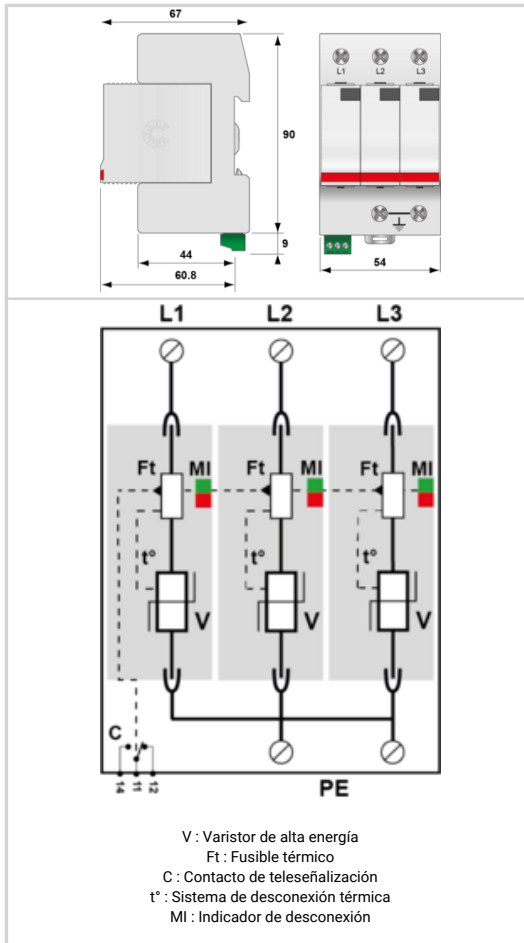 67
L1 L2 L3
90
9
44
60.8
54
L1 L2 L3
Ft MI Ft MI Ft MI
t° t° t°
V V V
C
14 11 12
PE
V : Varistor de alta energía
Ft : Fusible térmico
C : Contacto de teleseñalización
t° : Sistema de desconexión térmica
MI : Indicador de desconexión